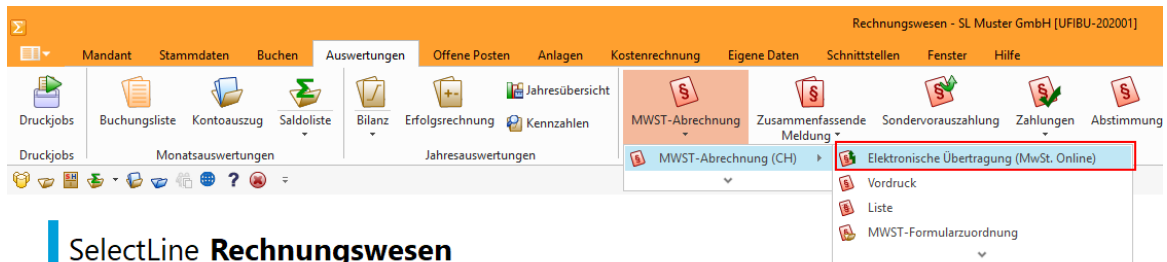 Rechnungswesen - SL Muster GmbH [UFIBU-202001]
Mandant Stammdaten Buchen Auswertungen Offene Posten Anlagen Kostenrechnung Eigene Daten Schnittstellen Fenster Hilfe
Druckjobs Buchungsliste Kontoauszug Saldoliste Bilanz Erfolgsrechnung Jahresübersicht Kennzahlen MWST-Abrechnung Zusammenfassende Meldung Sondervorauszahlung Zahlungen Abstimmung
Druckjobs Monatsauswertungen Jahresauswertungen
MWST-Abrechnung (CH)
Elektronische Übertragung (MwSt. Online)
Vordruck
Liste
MWST-Formularzuordnung
SelectLine Rechnungswesen